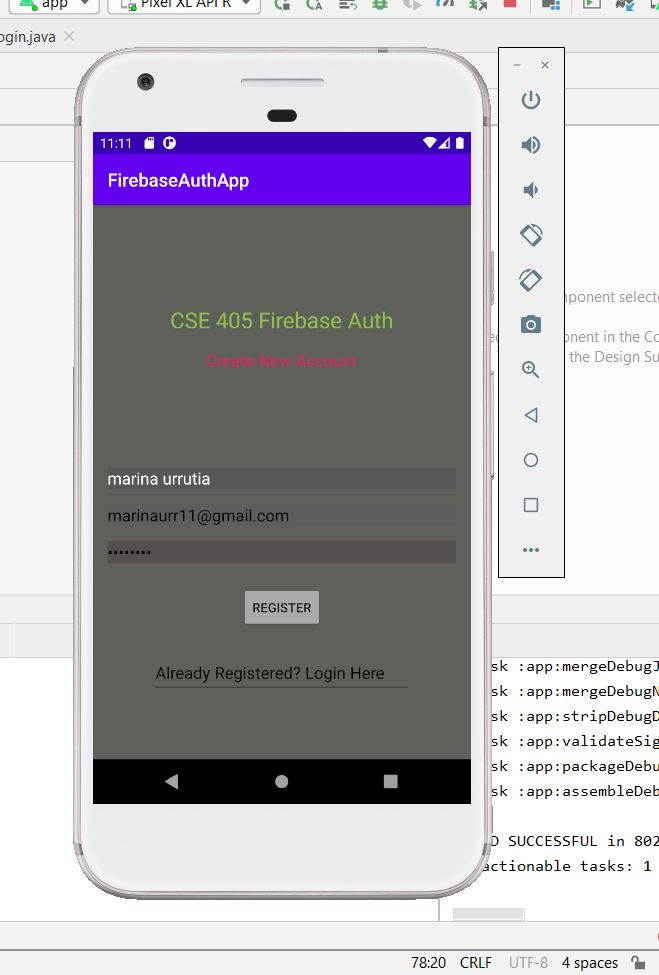 app Pixel XL API R
ogin.java
11:11
FirebaseAuthApp
CSE 405 Firebase Auth
Create New Account
marina urrutia
marinaurr11@gmail.com
••••••••
REGISTER
Already Registered? Login Here
nponent selecte
ponent in the Co
the Design Su
sk :app:mergeDebugJ
sk :app:mergeDebugN
sk :app:stripDebugD
sk :app:validateSig
sk :app:packageDebu
sk :app:assembleDeb
D SUCCESSFUL in 802
actionable tasks: 1
78:20 CRLF UTF-8 4 spaces